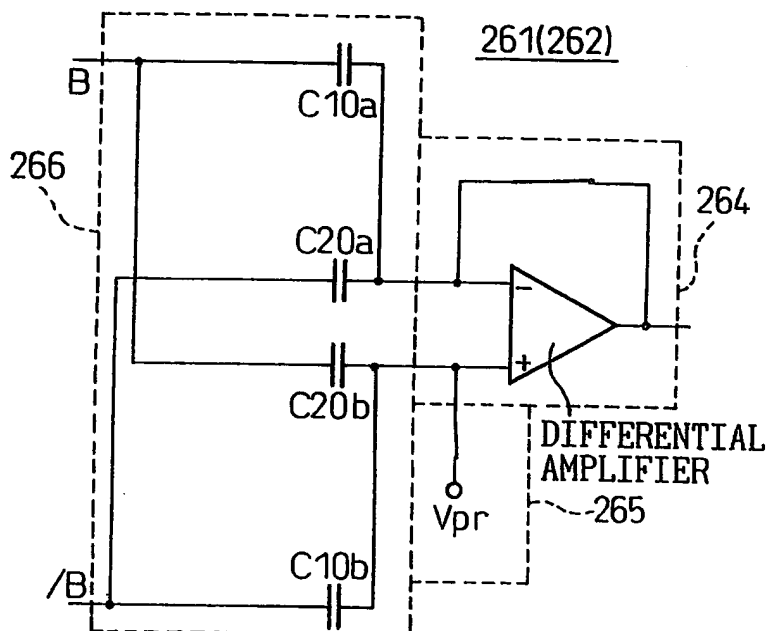 261(262)
B
C10a
266
264
C20a
−
+
C20b
DIFFERENTIAL
AMPLIFIER
Vpr
265
C10b
/B